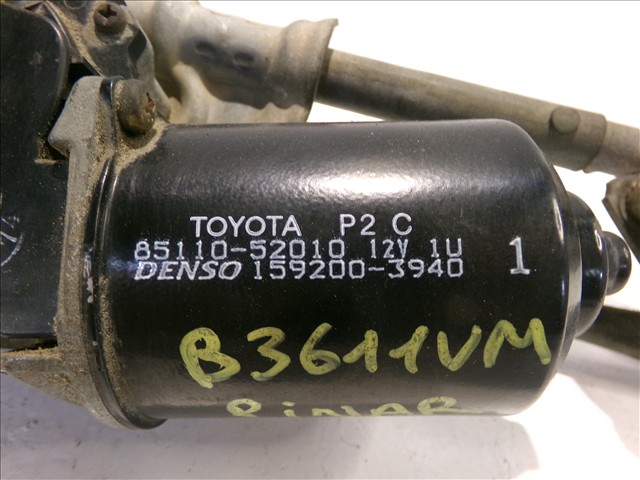 TOYOTA P2 C
85110-52010 12V 1U
DENSO 159200-3940 1
B3611VM